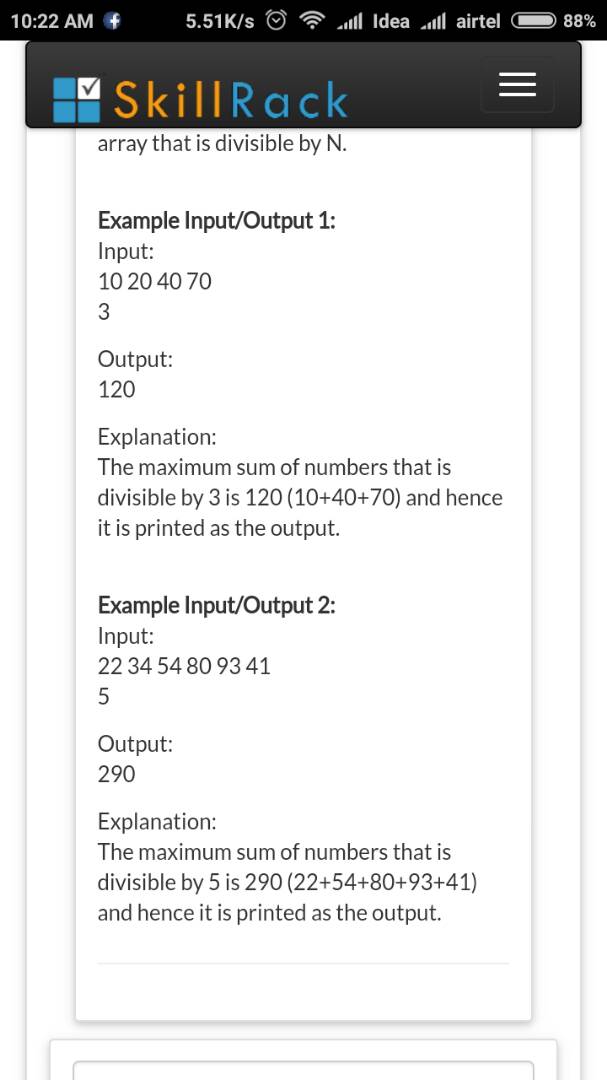 10:22 AM 5.51K/s Idea airtel 88%
SkillRack
array that is divisible by N.
Example Input/Output 1:
Input:
10 20 40 70
3
Output:
120
Explanation:
The maximum sum of numbers that is
divisible by 3 is 120 (10+40+70) and hence
it is printed as the output.
Example Input/Output 2:
Input:
22 34 54 80 93 41
5
Output:
290
Explanation:
The maximum sum of numbers that is
divisible by 5 is 290 (22+54+80+93+41)
and hence it is printed as the output.